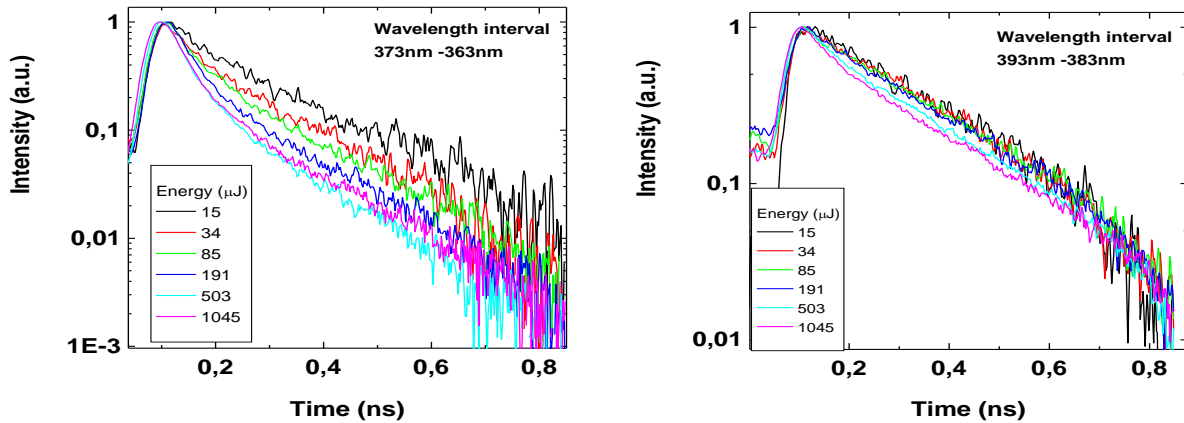 1
0.1
0,01
1E-3
Intensity (a.u.)
Wavelength interval
373nm -363nm
Energy (µJ)
15
34
85
191
503
1045
0,2
0,4
0,6
0,8
Time (ns)
1
0,1
0,01
Intensity (a.u.)
Wavelength interval
393nm -383nm
Energy (µJ)
15
34
85
191
503
1045
0,2
0,4
0,6
0,8
Time (ns)